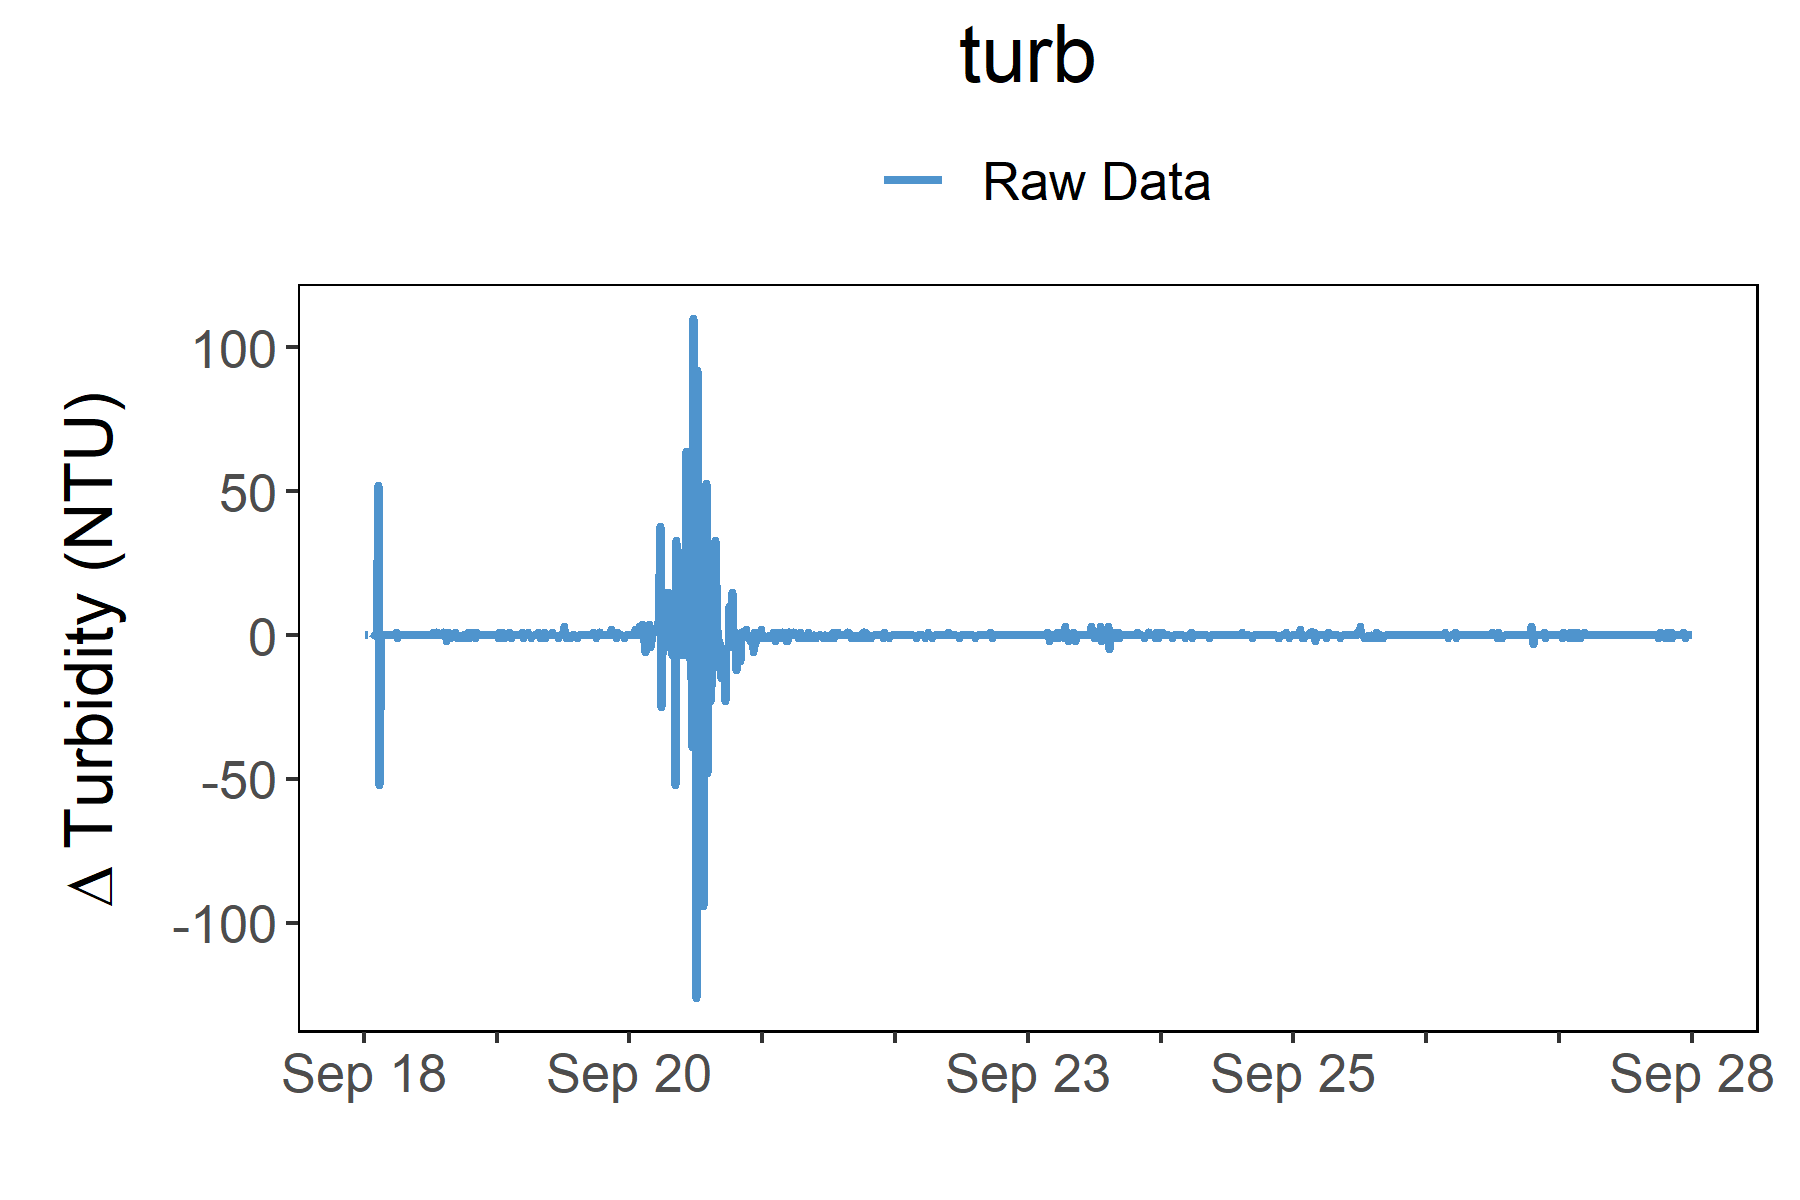 turb
Raw Data
Δ Turbidity (NTU)
100
50
0
-50
-100
Sep 18 Sep 20 Sep 23 Sep 25 Sep 28